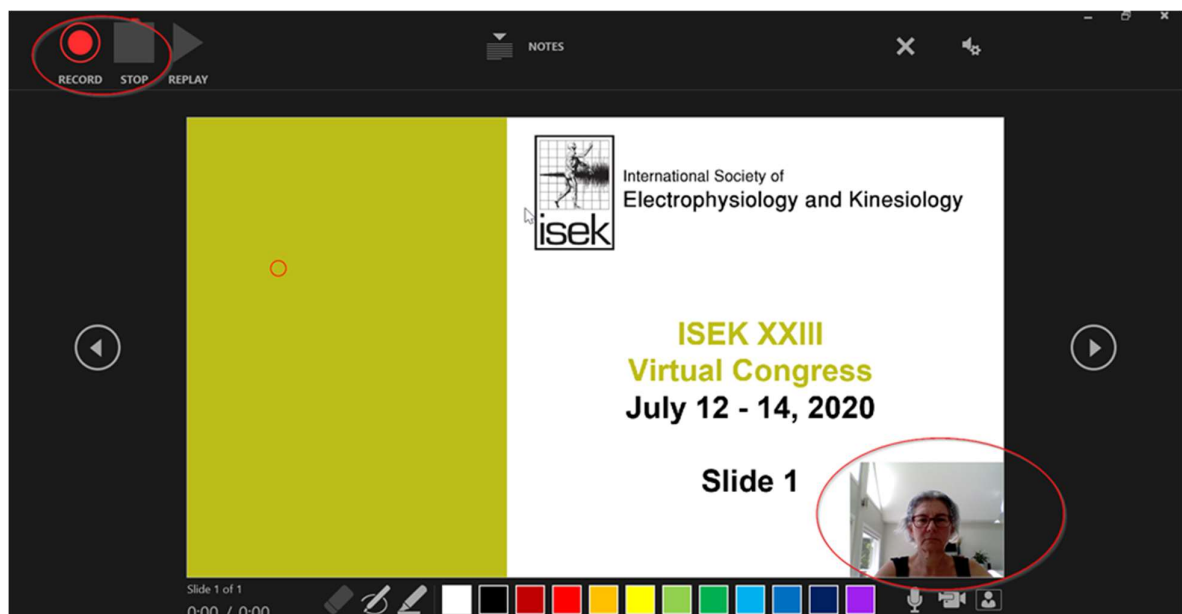 RECORD STOP REPLAY
NOTES
isek
International Society of
Electrophysiology and Kinesiology
ISEK XXIII
Virtual Congress
July 12 - 14, 2020
Slide 1
Slide 1 of 1
0:00 / 0:00